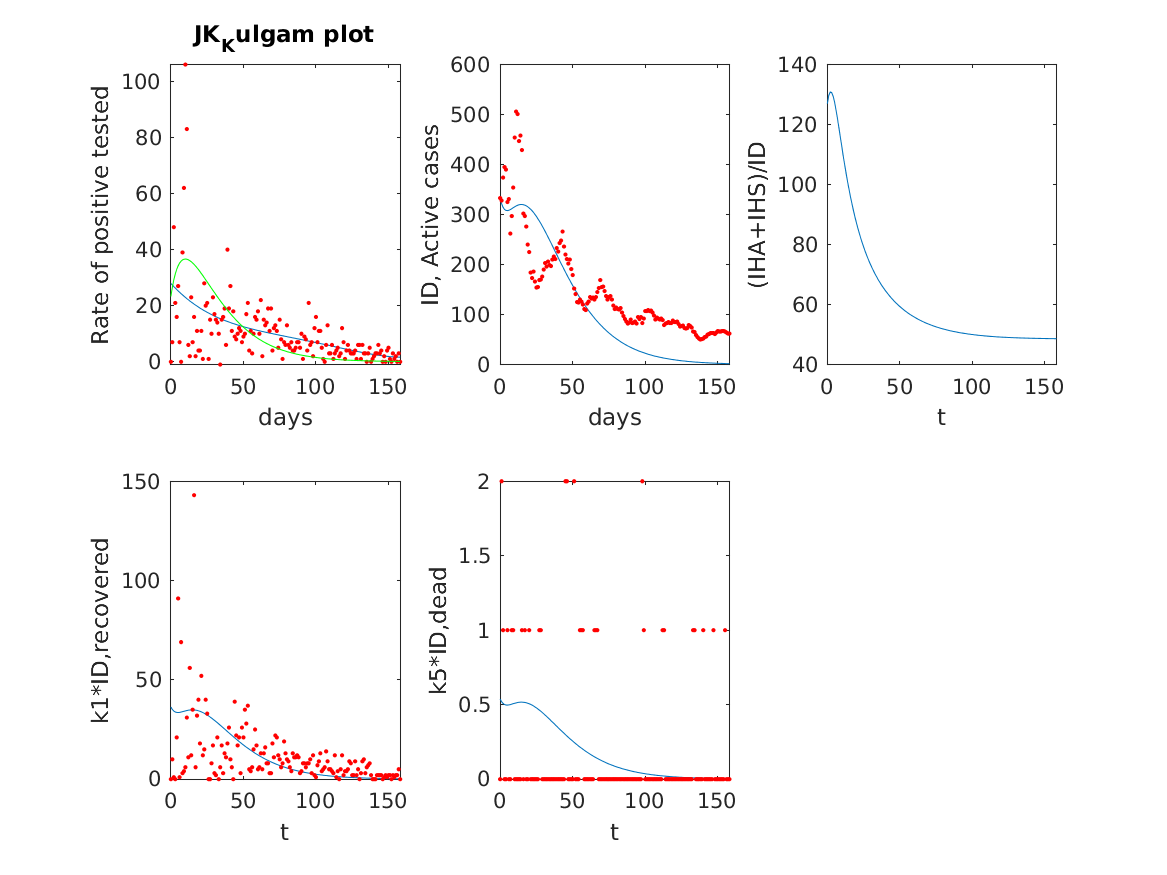 JK_Kulgam plot
Rate of positive tested
100
80
60
40
20
0
0 50 100 150
days
ID, Active cases
600
500
400
300
200
100
0
0 50 100 150
days
(IHA+IHS)/ID
140
120
100
80
60
40
0 50 100 150
t
k1*ID,recovered
150
100
50
0
0 50 100 150
t
k5*ID,dead
2
1.5
1
0.5
0
0 50 100 150
t